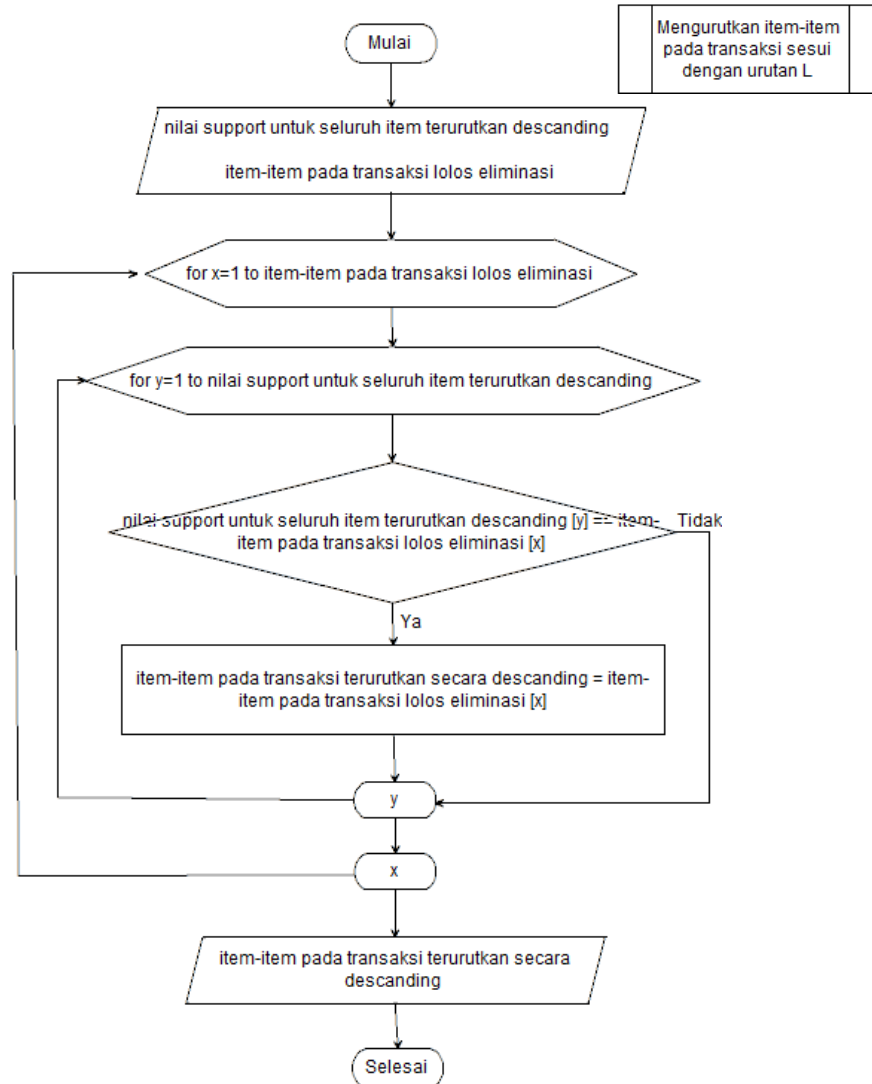 Mulai
Mengurutkan item-item
pada transaksi sesui
dengan urutan L
nilai support untuk seluruh item terurutkan descanding
item-item pada transaksi lolos eliminasi
for x=1 to item-item pada transaksi lolos eliminasi
for y=1 to nilai support untuk seluruh item terurutkan descanding
nilai support untuk seluruh item terurutkan descanding [y] == item-
item pada transaksi lolos eliminasi [x]
Tidak
Ya
item-item pada transaksi terurutkan secara descanding = item-
item pada transaksi lolos eliminasi [x]
y
x
item-item pada transaksi terurutkan secara
descanding
Selesai